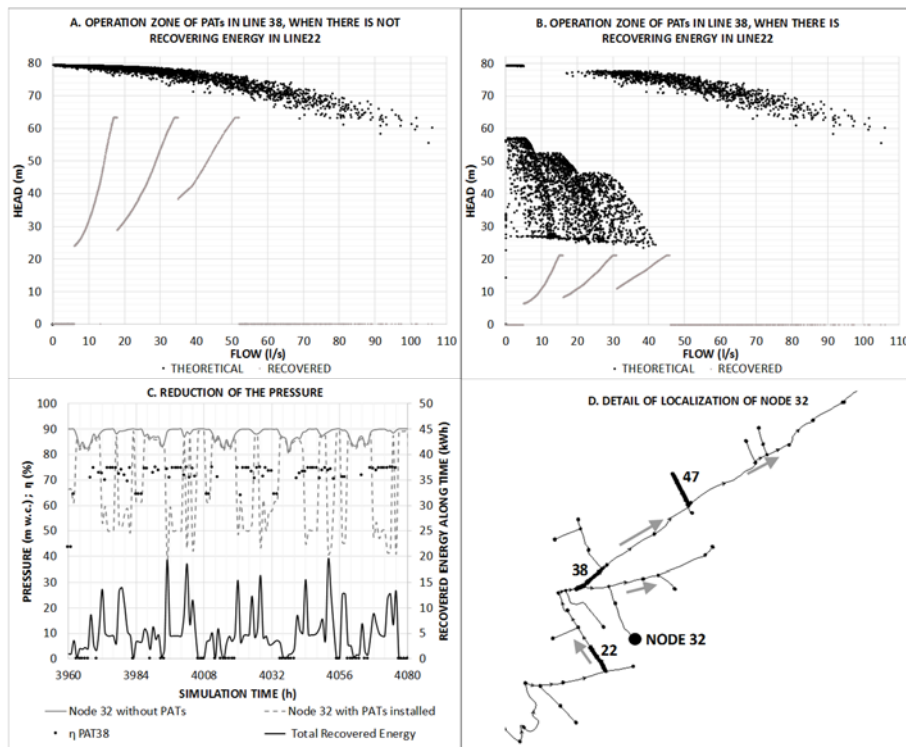 A. OPERATION ZONE OF PATs IN LINE 38, WHEN THERE IS NOT
RECOVERING ENERGY IN LINE22
HEAD (m)
80
70
60
50
40
30
20
10
0
0 10 20 30 40 50 60 70 80 90 100 110
FLOW (l/s)
• THEORETICAL RECOVERED
B. OPERATION ZONE OF PATs IN LINE 38, WHEN THERE IS
RECOVERING ENERGY IN LINE22
HEAD (m)
80
70
60
50
40
30
20
10
0
0 10 20 30 40 50 60 70 80 90 100 110
FLOW (l/s)
• THEORETICAL RECOVERED
C. REDUCTION OF THE PRESSURE
PRESSURE (m w.c.) ; η (%)
100
90
80
70
60
50
40
30
20
10
0
RECOVERED ENERGY ALONG TIME (kWh)
50
45
40
35
30
25
20
15
10
5
0
3960 3984 4008 4032 4056 4080
SIMULATION TIME (h)
Node 32 without PATs Node 32 with PATs installed
η PAT38 Total Recovered Energy
D. DETAIL OF LOCALIZATION OF NODE 32
47
38
NODE 32
22